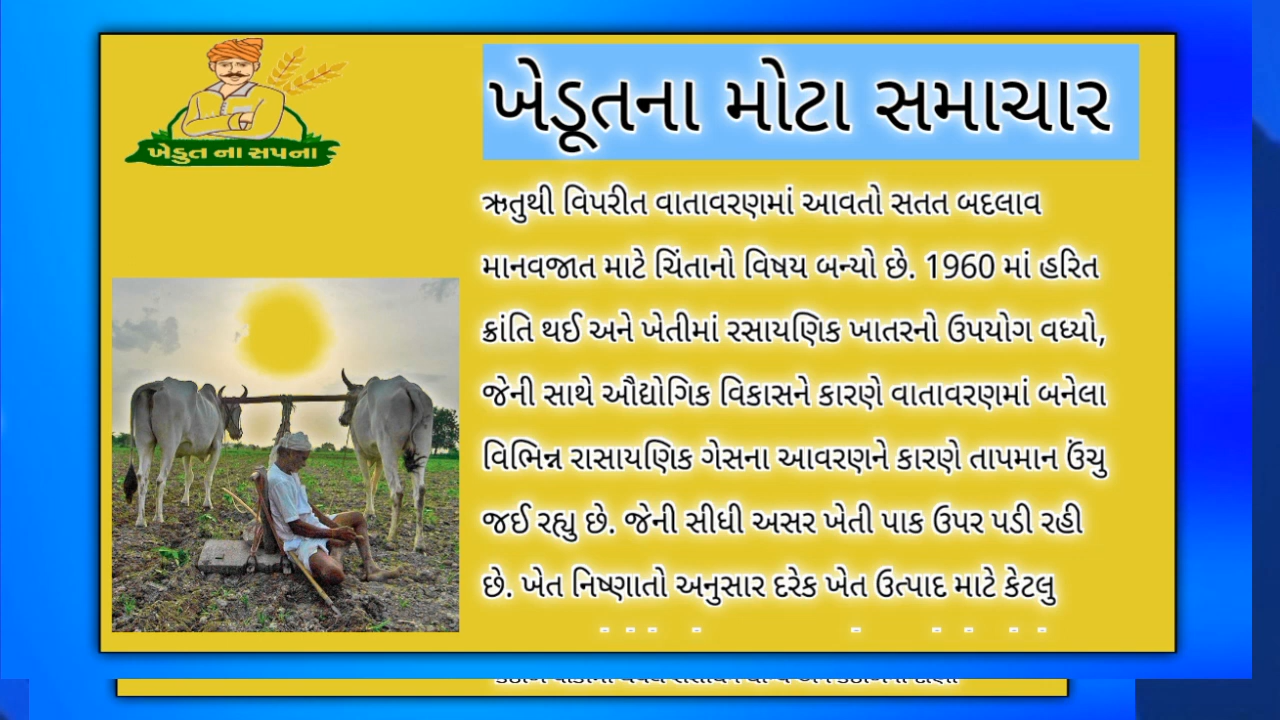 ખેડૂતના મોટા સમાચાર
ખેડુત ના સપના
ઋતુથી વિપરીત વાતાવરણમાં આવતો સતત બદલાવ
માનવજાત માટે ચિંતાનો વિષય બન્યો છે. 1960 માં હરિત
ક્રાંતિ થઈ અને ખેતીમાં રસાયણિક ખાતરનો ઉપયોગ વધ્યો,
જેની સાથે ઔદ્યોગિક વિકાસને કારણે વાતાવરણમાં બનેલા
વિભિન્ન રાસાયણિક ગેસના આવરણને કારણે તાપમાન ઉંચુ
જઈ રહ્યુ છે. જેની સીધી અસર ખેતી પાક ઉપર પડી રહી
છે. ખેત નિષ્ણાતો અનુસાર દરેક ખેત ઉત્પાદ માટે કેટલુ